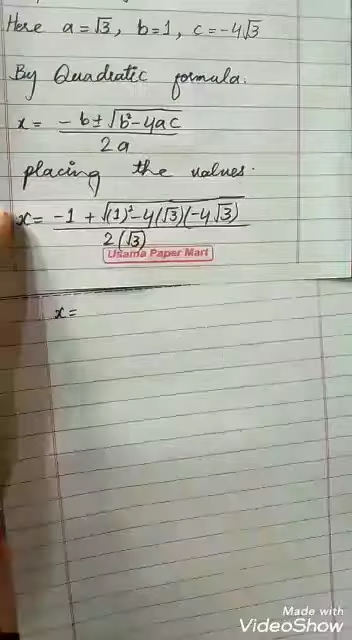 Here a = √3, b = 1, c = -4√3
By Quadratic formula.
x = -b ± √b² - 4ac / 2a
placing the values.
x = -1 + √(1)² - 4(√3)(-4√3) / 2(√3)
Usama Paper Mart
x =
Made with
VideoShow